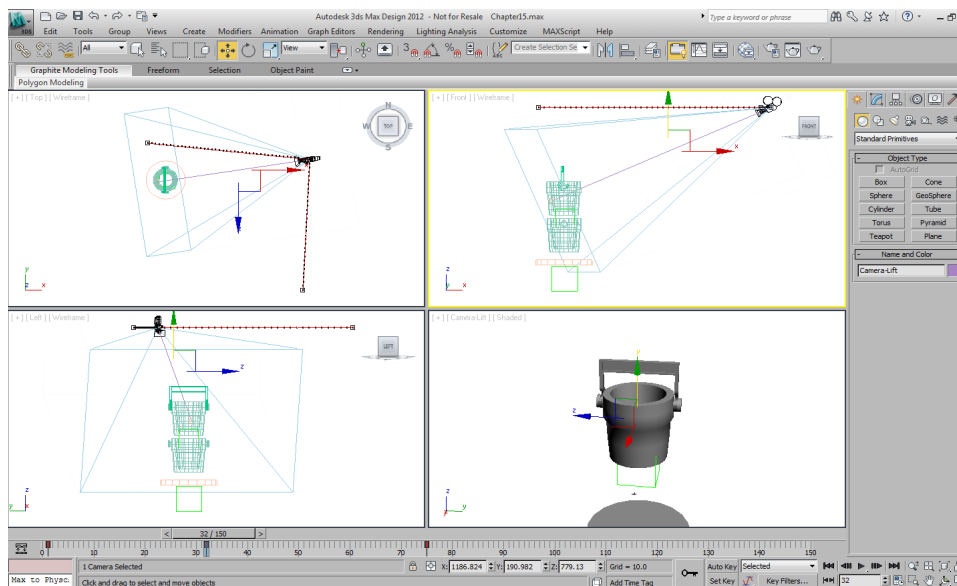 Autodesk 3ds Max Design 2012 - Not for Resale Chapter15.max
Type a keyword or phrase
3DS Edit Tools Group Views Create Modifiers Animation Graph Editors Rendering Lighting Analysis Customize MAXScript Help
All View Create Selection Se
Graphite Modeling Tools Freeform Selection Object Paint
Polygon Modeling
[ + ] [ Top ] [ Wireframe ]
[ + ] [ Front ] [ Wireframe ]
N
W TOP E
S
FRONT
x
y
z x
z
y x
Standard Primitives
- Object Type
AutoGrid
Box Cone
Sphere GeoSphere
Cylinder Tube
Torus Pyramid
Teapot Plane
- Name and Color
Camera-Lift
[ + ] [ Left ] [ Wireframe ]
[ + ] [ Camera-Lift ] [ Shaded ]
LEFT
z
y
z
z
y x
z
y
< 32 / 150 >
0 10 20 30 40 50 60 70 80 90 100 110 120 130 140 150
1 Camera Selected X: 1186.824 Y: 190.982 Z: 779.13 Grid = 10.0 Auto Key Selected
Max to Physc Click and drag to select and move objects Add Time Tag Set Key Key Filters... 32